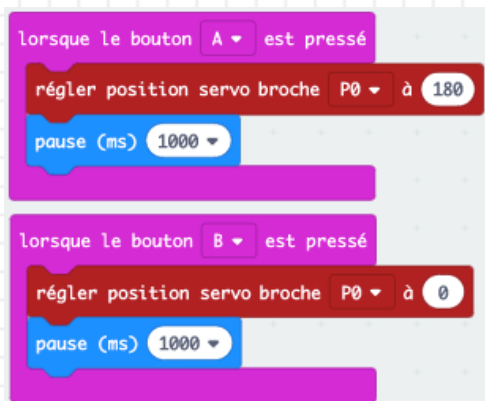 lorsque le bouton A est pressé
régler position servo broche P0 à 180
pause (ms) 1000
lorsque le bouton B est pressé
régler position servo broche P0 à 0
pause (ms) 1000